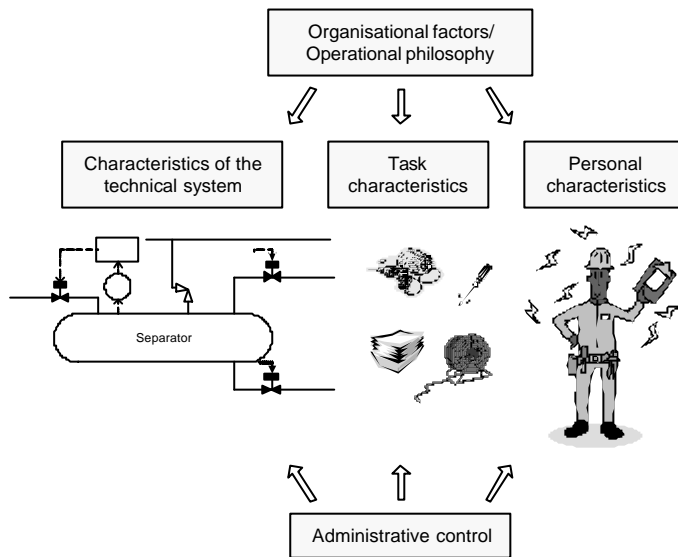 Organisational factors/
Operational philosophy
Characteristics of the
technical system
Task
characteristics
Personal
characteristics
Separator
Administrative control